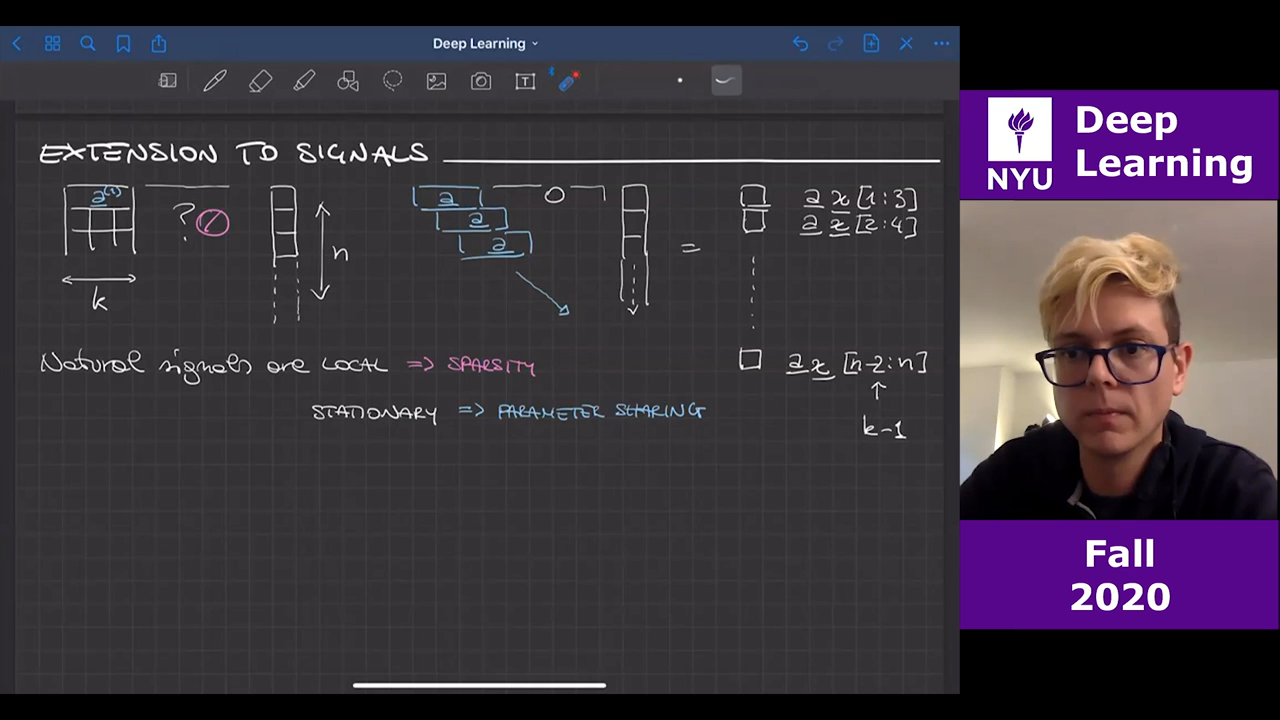 Deep Learning
T
EXTENSION TO SIGNALS
a(1)
?
n
k
a
a
a
0
=
a x [1:3]
a x [2:4]
a x [n-2:n]
k-1
Natural signals are LOCAL => SPARSITY
STATIONARY => PARAMETER SHARING
NYU
Deep
Learning
Fall
2020